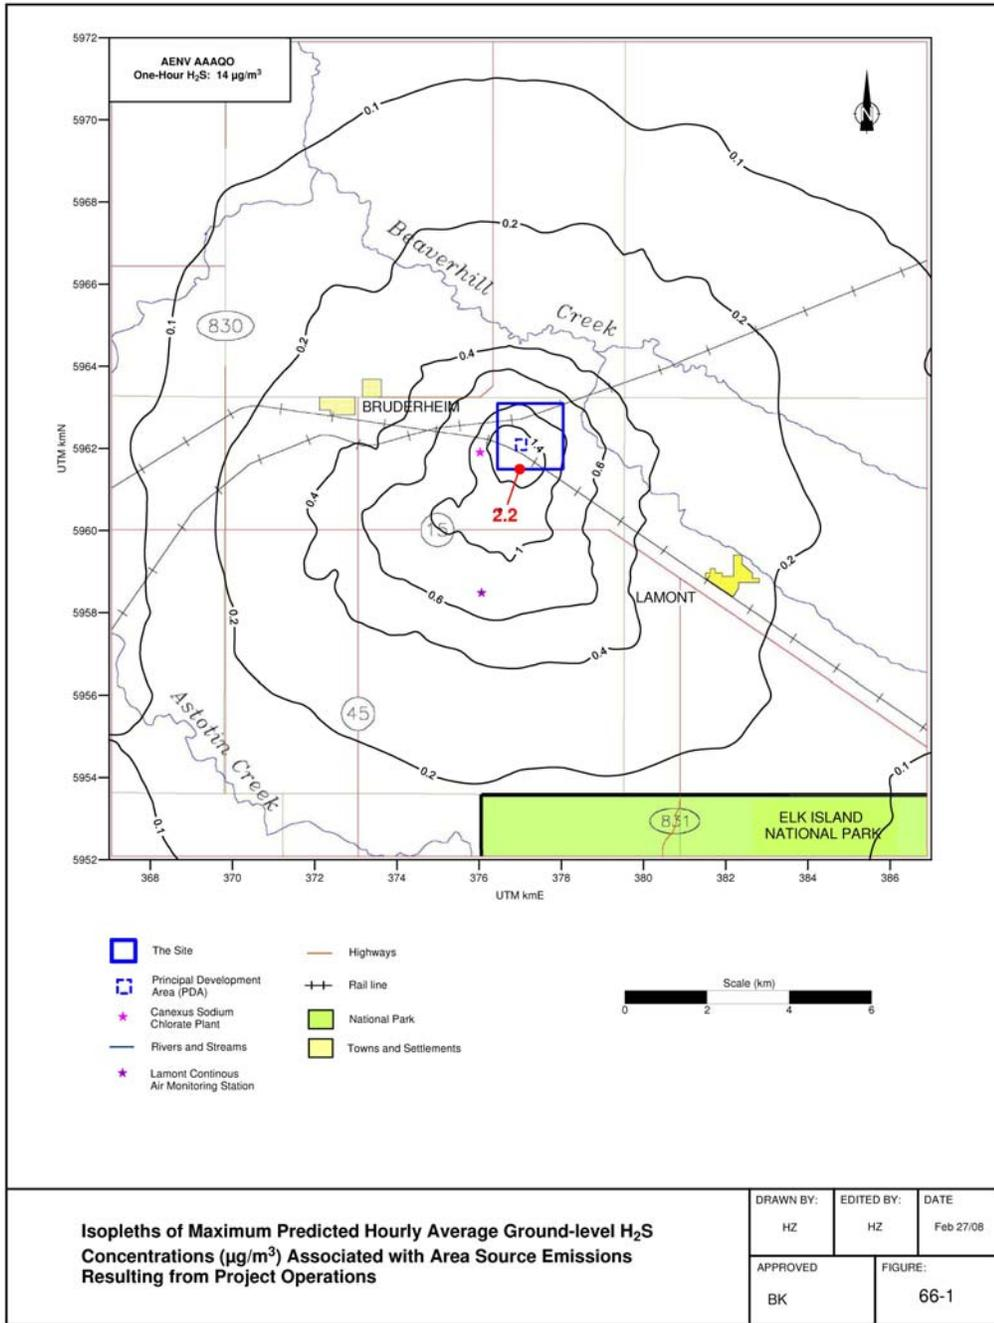 AENV AAAQO
One-Hour H₂S: 14 µg/m³
N
5972
5970
5968
5966
5964
5962
5960
5958
5956
5954
5952
UTM kmN
368
370
372
374
376
378
380
382
384
386
UTM kmE
0.1
0.1
0.2
Beaverhill
Creek
0.1
830
0.2
0.2
0.4
BRUDERHEIM
1.4
0.6
0.4
2.2
15
1
0.2
0.6
LAMONT
0.2
0.4
45
Astotin Creek
0.2
0.1
0.1
831
ELK ISLAND
NATIONAL PARK
The Site
Principal Development
Area (PDA)
Canexus Sodium
Chlorate Plant
Rivers and Streams
Lamont Continous
Air Monitoring Station
Highways
Rail line
National Park
Towns and Settlements
Scale (km)
0 2 4 6
Isopleths of Maximum Predicted Hourly Average Ground-level H₂S
Concentrations (µg/m³) Associated with Area Source Emissions
Resulting from Project Operations
DRAWN BY:
HZ
EDITED BY:
HZ
DATE
Feb 27/08
APPROVED
BK
FIGURE:
66-1